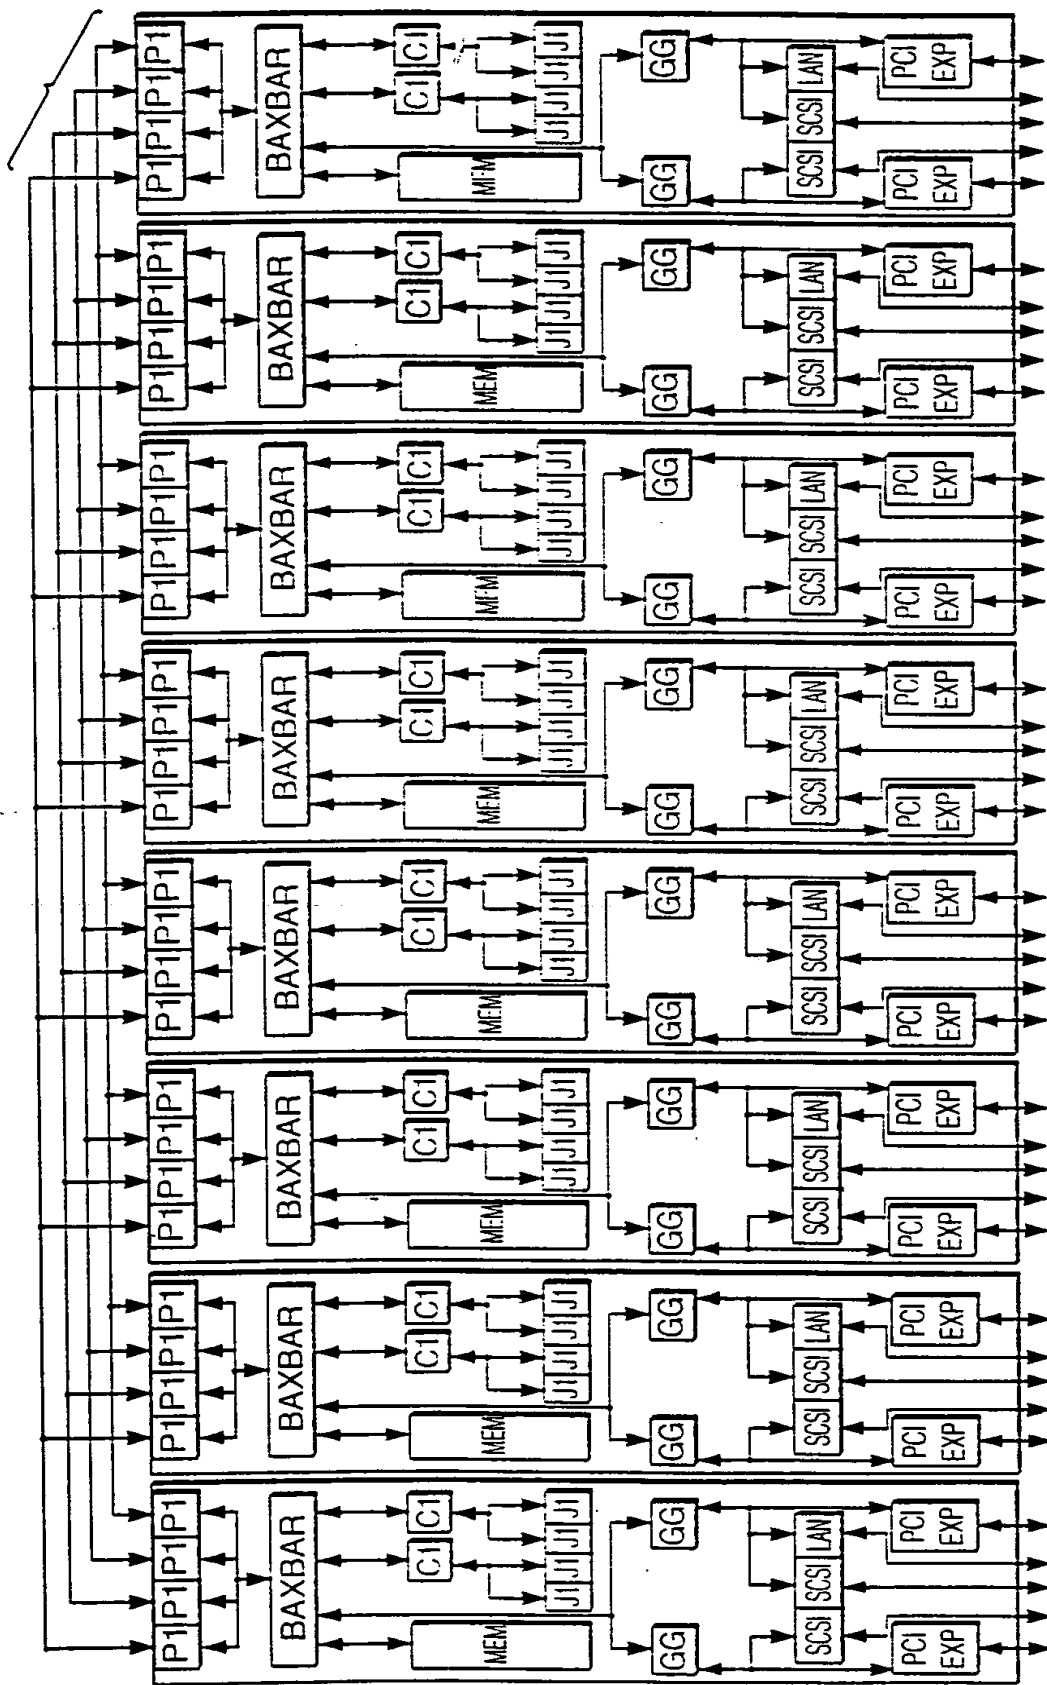 P1 P1 P1 P1
BAXBAR
C1 C1
MEM J1 J1 J1 J1
GG GG
SCSI SCSI LAN
PCI PCI
EXP EXP
P1 P1 P1 P1
BAXBAR
C1 C1
MEM J1 J1 J1 J1
GG GG
SCSI SCSI LAN
PCI PCI
EXP EXP
P1 P1 P1 P1
BAXBAR
C1 C1
MEM J1 J1 J1 J1
GG GG
SCSI SCSI LAN
PCI PCI
EXP EXP
P1 P1 P1 P1
BAXBAR
C1 C1
MEM J1 J1 J1 J1
GG GG
SCSI SCSI LAN
PCI PCI
EXP EXP
P1 P1 P1 P1
BAXBAR
C1 C1
MEM J1 J1 J1 J1
GG GG
SCSI SCSI LAN
PCI PCI
EXP EXP
P1 P1 P1 P1
BAXBAR
C1 C1
MEM J1 J1 J1 J1
GG GG
SCSI SCSI LAN
PCI PCI
EXP EXP
P1 P1 P1 P1
BAXBAR
C1 C1
MEM J1 J1 J1 J1
GG GG
SCSI SCSI LAN
PCI PCI
EXP EXP
P1 P1 P1 P1
BAXBAR
C1 C1
MEM J1 J1 J1 J1
GG GG
SCSI SCSI LAN
PCI PCI
EXP EXP